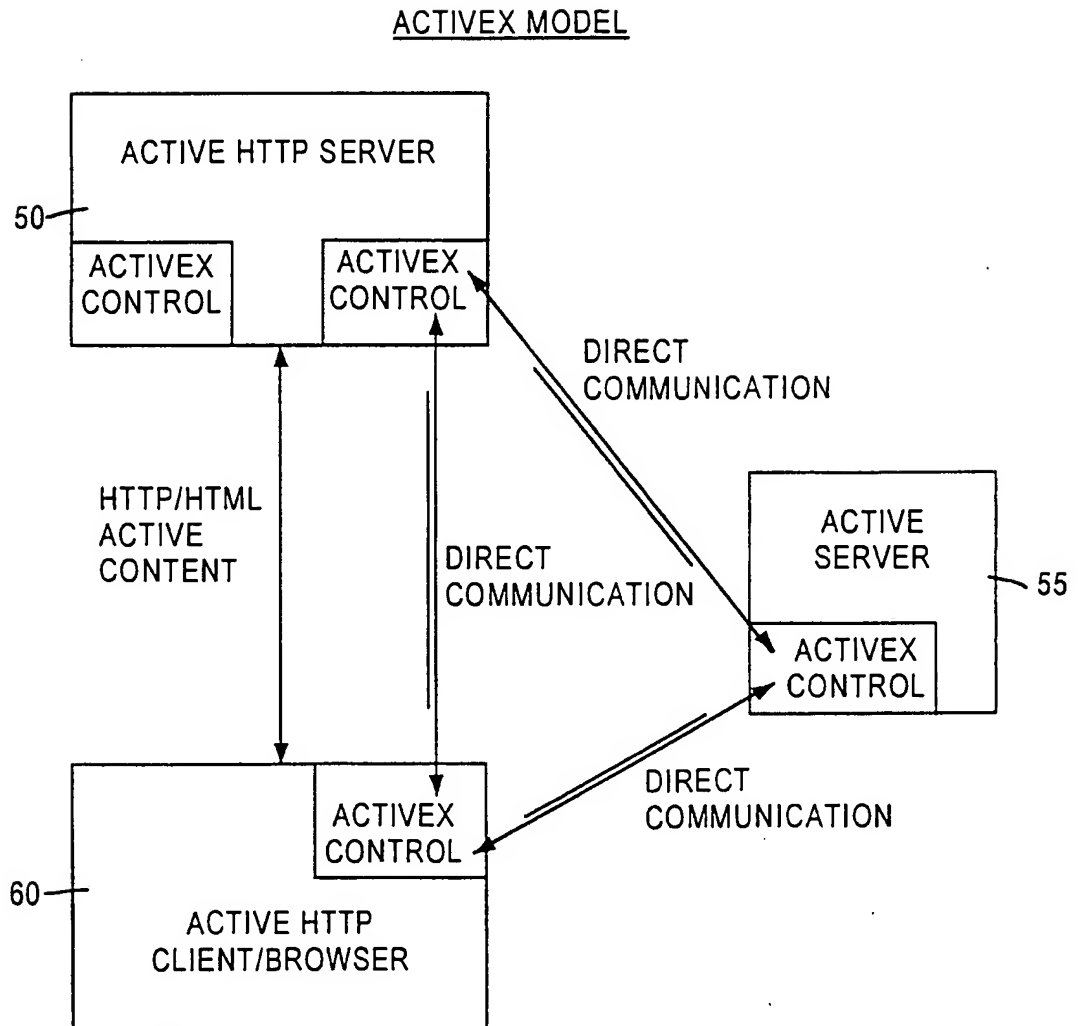 ACTIVEX MODEL
ACTIVE HTTP SERVER
50
ACTIVEX
CONTROL
ACTIVEX
CONTROL
DIRECT
COMMUNICATION
HTTP/HTML
ACTIVE
CONTENT
DIRECT
COMMUNICATION
ACTIVE
SERVER
55
ACTIVEX
CONTROL
DIRECT
COMMUNICATION
ACTIVEX
CONTROL
60
ACTIVE HTTP
CLIENT/BROWSER